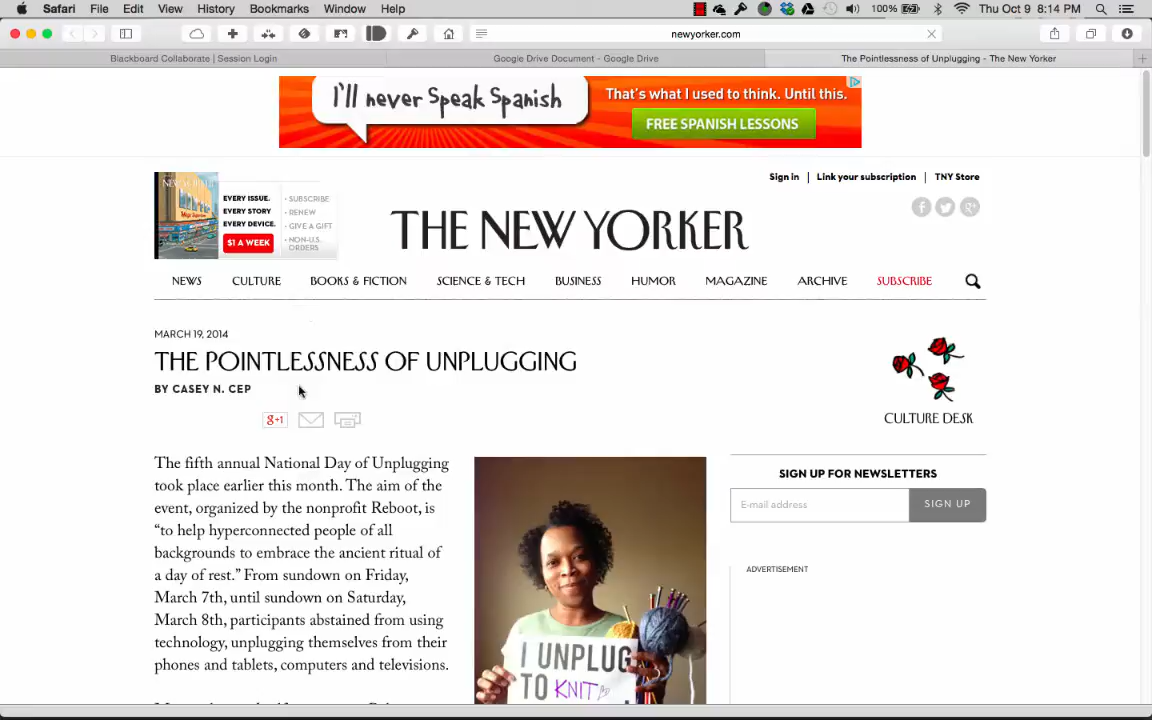 Safari File Edit View History Bookmarks Window Help 100% Thu Oct 9 8:14 PM
newyorker.com
Blackboard Collaborate | Session Login Google Drive Document - Google Drive The Pointlessness of Unplugging - The New Yorker
I'll never Speak Spanish
That's what I used to think. Until this.
FREE SPANISH LESSONS
Sign in | Link your subscription | TNY Store
EVERY ISSUE.
EVERY STORY
EVERY DEVICE.
$1 A WEEK
• SUBSCRIBE
• RENEW
• GIVE A GIFT
• NON-U.S.
ORDERS
THE NEW YORKER
NEWS CULTURE BOOKS & FICTION SCIENCE & TECH BUSINESS HUMOR MAGAZINE ARCHIVE SUBSCRIBE
MARCH 19, 2014
THE POINTLESSNESS OF UNPLUGGING
BY CASEY N. CEP
g+1
CULTURE DESK
The fifth annual National Day of Unplugging
took place earlier this month. The aim of the
event, organized by the nonprofit Reboot, is
“to help hyperconnected people of all
backgrounds to embrace the ancient ritual of
a day of rest.” From sundown on Friday,
March 7th, until sundown on Saturday,
March 8th, participants abstained from using
technology, unplugging themselves from their
phones and tablets, computers and televisions.
I UNPLUG
TO KNIT
SIGN UP FOR NEWSLETTERS
E-mail address SIGN UP
ADVERTISEMENT